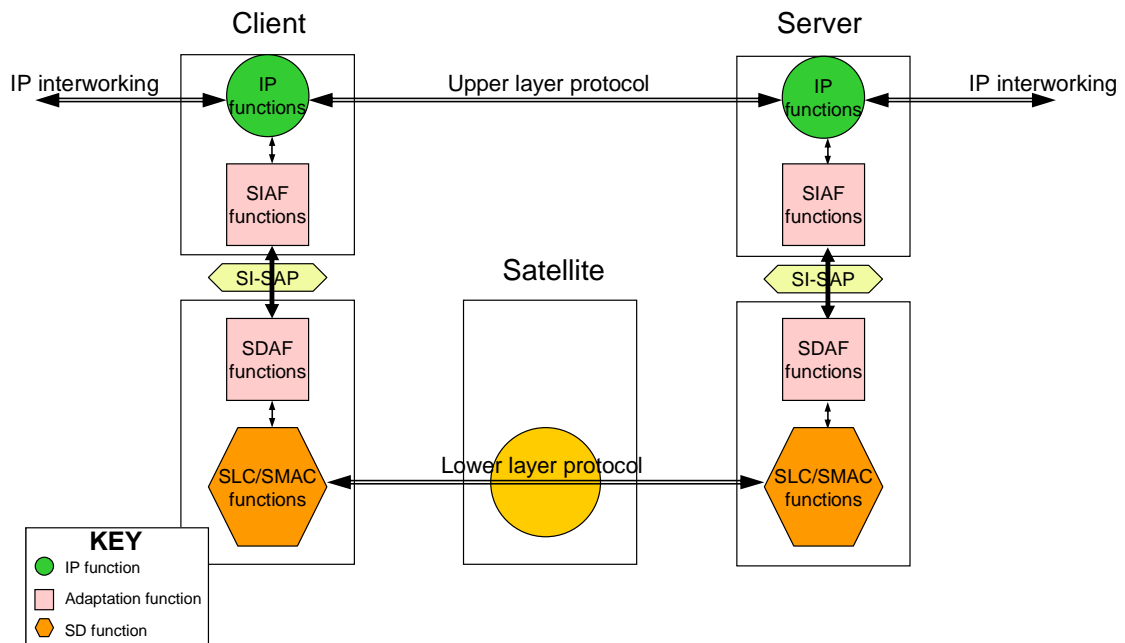 Client
Server
IP interworking
IP
functions
Upper layer protocol
IP
functions
IP interworking
SIAF
functions
SIAF
functions
SI-SAP
Satellite
SI-SAP
SDAF
functions
SDAF
functions
SLC/SMAC
functions
Lower layer protocol
SLC/SMAC
functions
KEY
IP function
Adaptation function
SD function